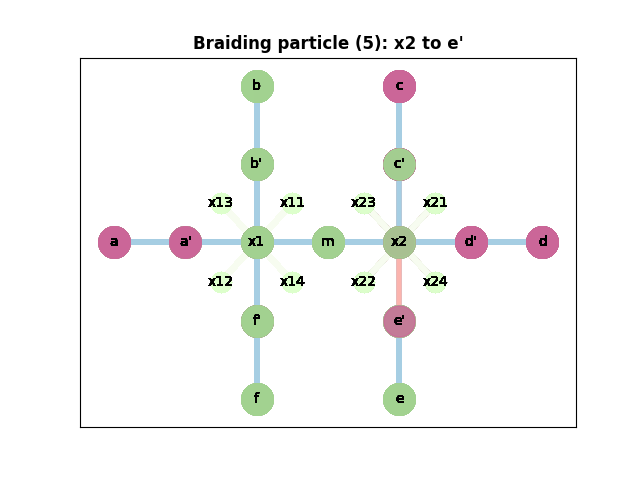 Braiding particle (5): x2 to e'
b c
b' c'
x13 x11 x23 x21
a a' x1 m x2 d' d
x12 x14 x22 x24
f' e'
f e